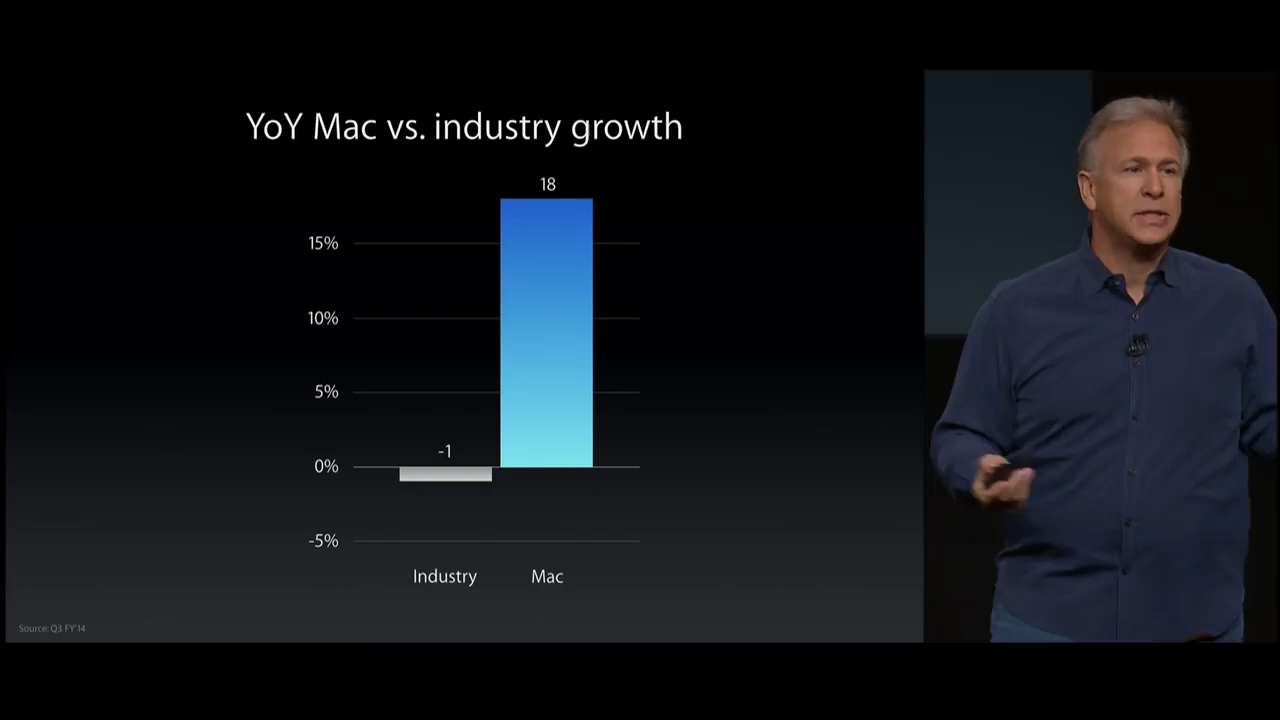 YoY Mac vs. industry growth
18
15%
10%
5%
-1
0%
-5%
Industry Mac
Source: Q3 FY'14